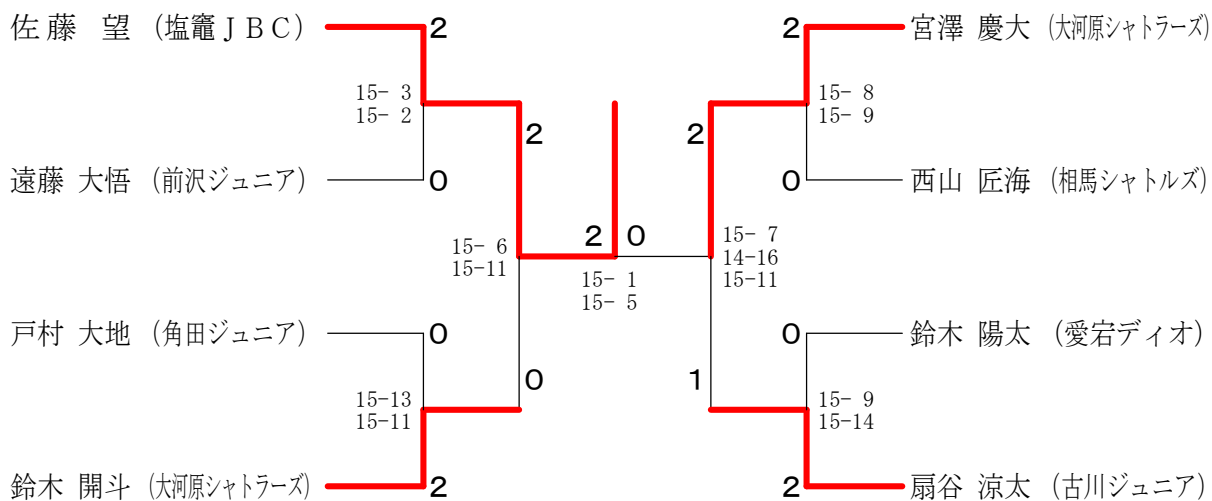 佐藤 望 (塩竈ＪＢＣ) 2 2 宮澤 慶大 (大河原シャトラーズ)
15- 3 15- 8
15- 2 15- 9
2 2
遠藤 大悟 (前沢ジュニア) 0 0 西山 匠海 (相馬シャトルズ)
15- 6 2 0 15- 7
15-11 14-16
15- 1 15-11
15- 5
戸村 大地 (角田ジュニア) 0 0 鈴木 陽太 (愛宕ディオ)
0 1
15-13 15- 9
15-11 15-14
鈴木 開斗 (大河原シャトラーズ) 2 2 扇谷 涼太 (古川ジュニア)